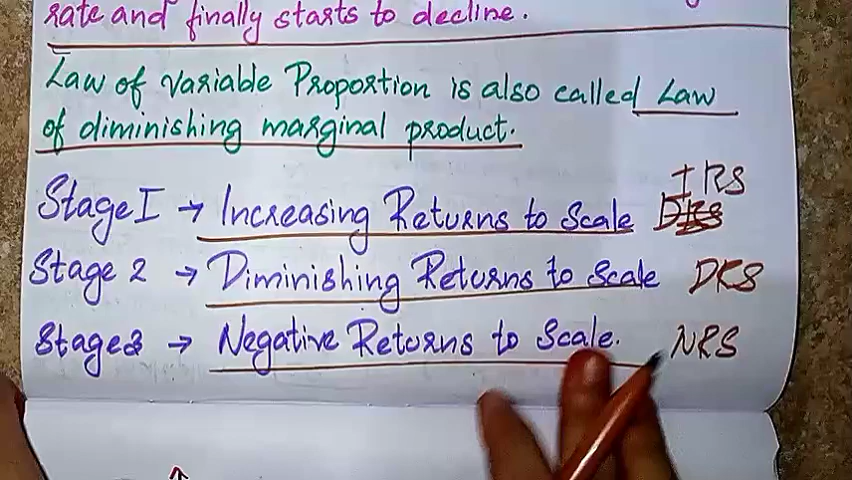 rate and finally starts to decline.
Law of Variable Proportion is also called Law
of diminishing marginal product.
IRS
Stage I → Increasing Returns to Scale DRS
Stage 2 → Diminishing Returns to Scale DRS
Stage 3 → Negative Returns to Scale. NRS